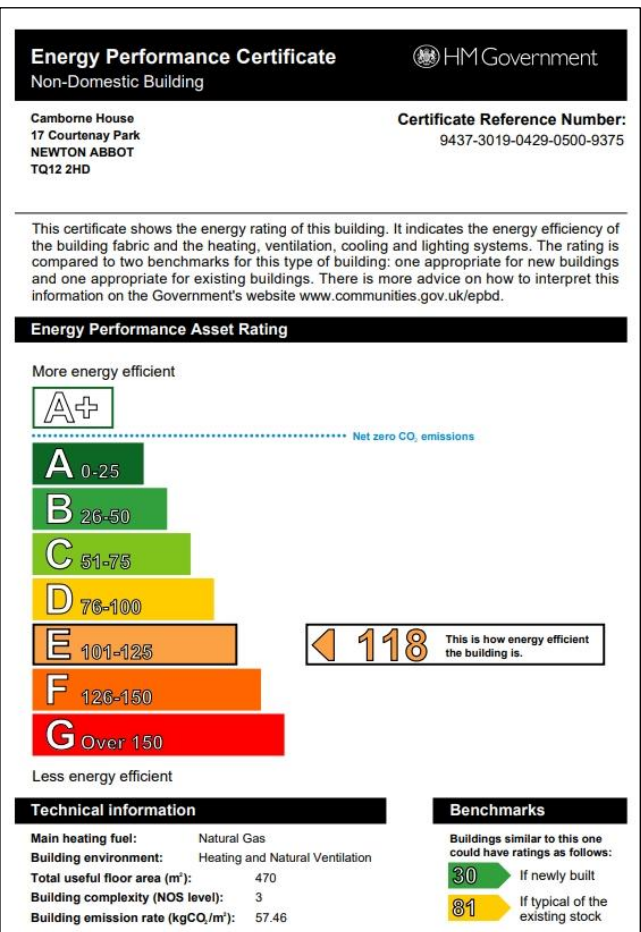 Energy Performance Certificate
HM Government
Non-Domestic Building
Camborne House
17 Courtenay Park
NEWTON ABBOT
TQ12 2HD
Certificate Reference Number:
9437-3019-0429-0500-9375
This certificate shows the energy rating of this building. It indicates the energy efficiency of
the building fabric and the heating, ventilation, cooling and lighting systems. The rating is
compared to two benchmarks for this type of building: one appropriate for new buildings
and one appropriate for existing buildings. There is more advice on how to interpret this
information on the Government's website www.communities.gov.uk/epbd.
Energy Performance Asset Rating
More energy efficient
A+
Net zero CO₂ emissions
A 0-25
B 26-50
C 51-75
D 76-100
E 101-125
118
This is how energy efficient
the building is.
F 126-150
G Over 150
Less energy efficient
Technical information
Main heating fuel: Natural Gas
Building environment: Heating and Natural Ventilation
Total useful floor area (m²): 470
Building complexity (NOS level): 3
Building emission rate (kgCO₂/m²): 57.46
Benchmarks
Buildings similar to this one
could have ratings as follows:
30 If newly built
81 If typical of the
existing stock